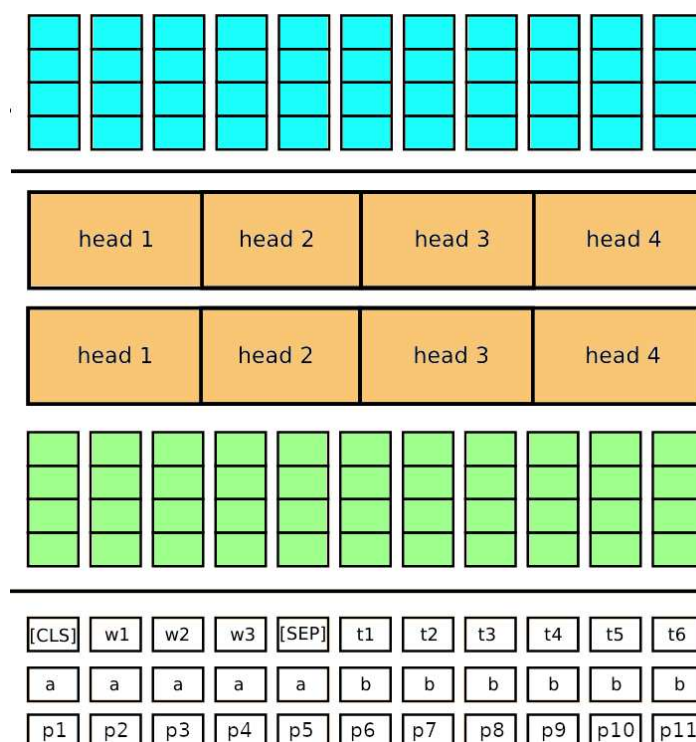 head 1 head 2 head 3 head 4
head 1 head 2 head 3 head 4
[CLS] w1 w2 w3 [SEP] t1 t2 t3 t4 t5 t6
a a a a a b b b b b b
p1 p2 p3 p4 p5 p6 p7 p8 p9 p10 p11